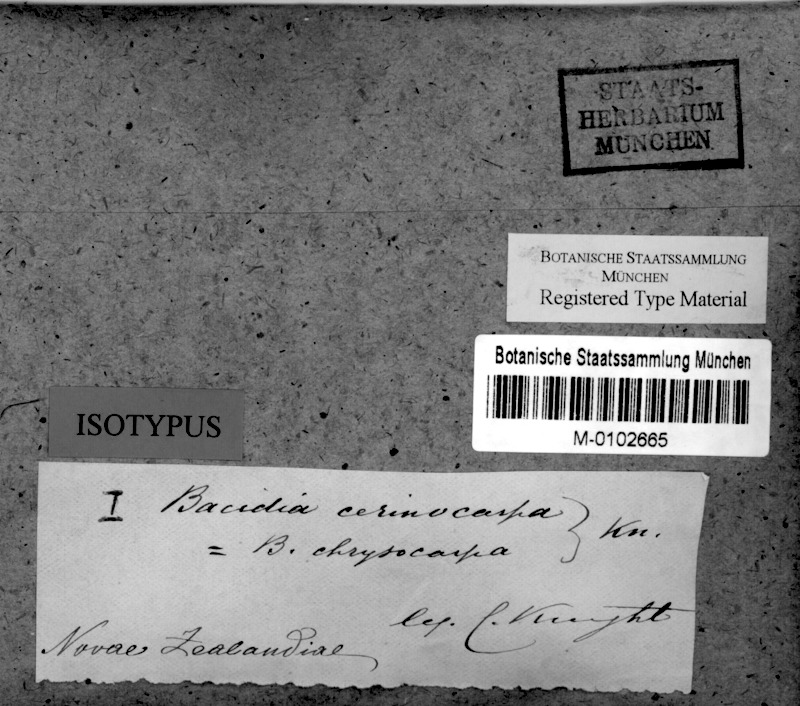 STAATS-
HERBARIUM
MÜNCHEN
BOTANISCHE STAATSSAMMLUNG
MÜNCHEN
Registered Type Material
Botanische Staatssammlung München
M-0102665
ISOTYPUS
I Bacidia cerinocarpa } Kn.
= B. chrysocarpa
leg. C. Knight
Novae Zealandiae